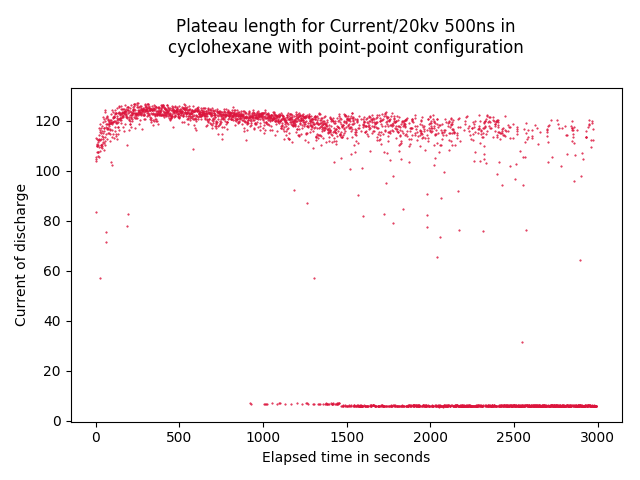 Plateau length for Current/20kv 500ns in
cyclohexane with point-point configuration
Current of discharge
120
100
80
60
40
20
0
0 500 1000 1500 2000 2500 3000
Elapsed time in seconds